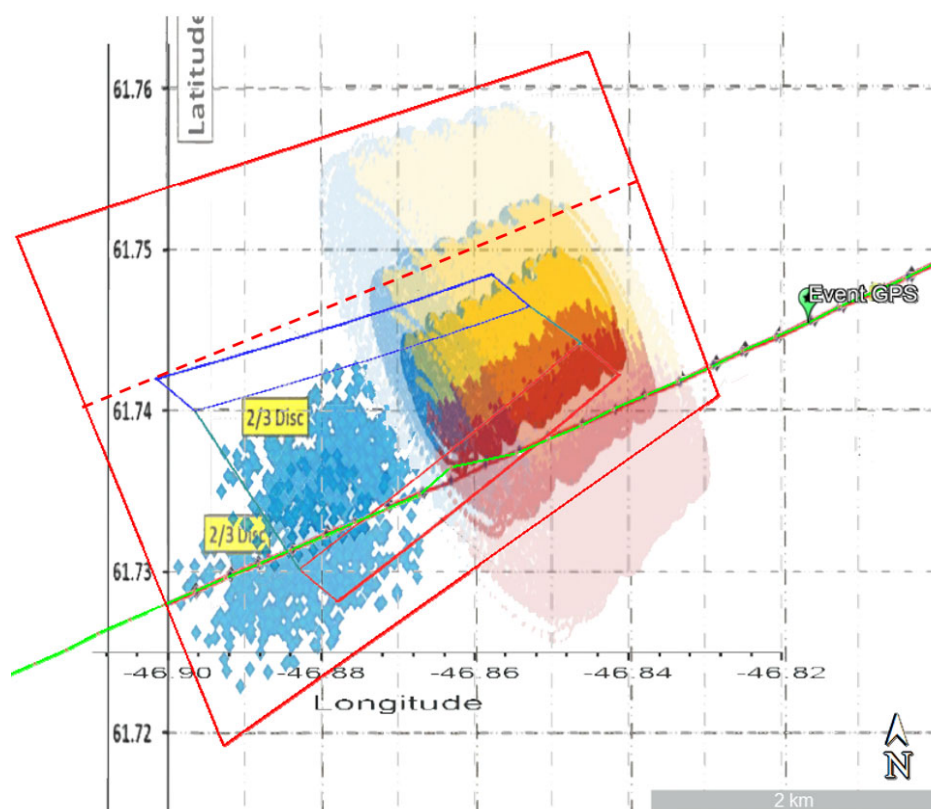 Latitude
61.76
61.75
Event GPS
61.74
2/3 Disc
2/3 Disc
61.73
-46.90
-46.88
-46.86
-46.84
-46.82
Longitude
61.72
N
2 km